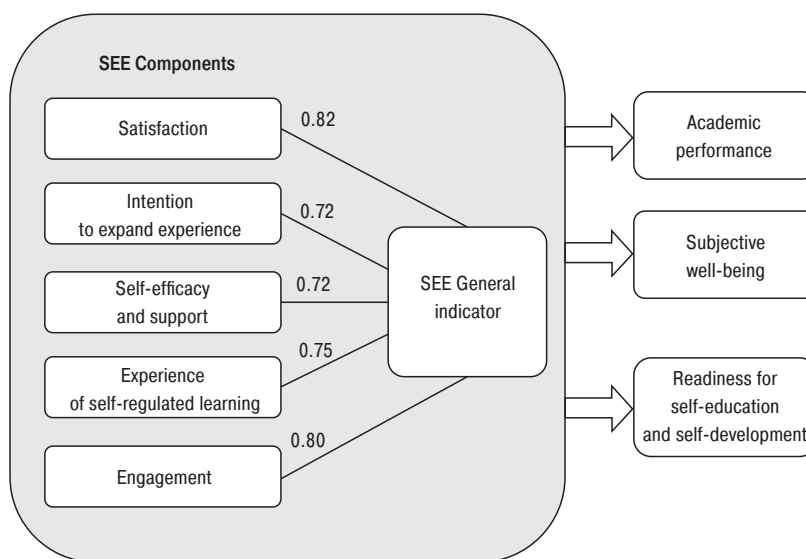 SEE Components
Satisfaction
0.82
Intention
to expand experience
0.72
Self-efficacy
and support
0.72
Experience
of self-regulated learning
0.75
Engagement
0.80
SEE General
indicator
Academic
performance
Subjective
well-being
Readiness for
self-education
and self-development